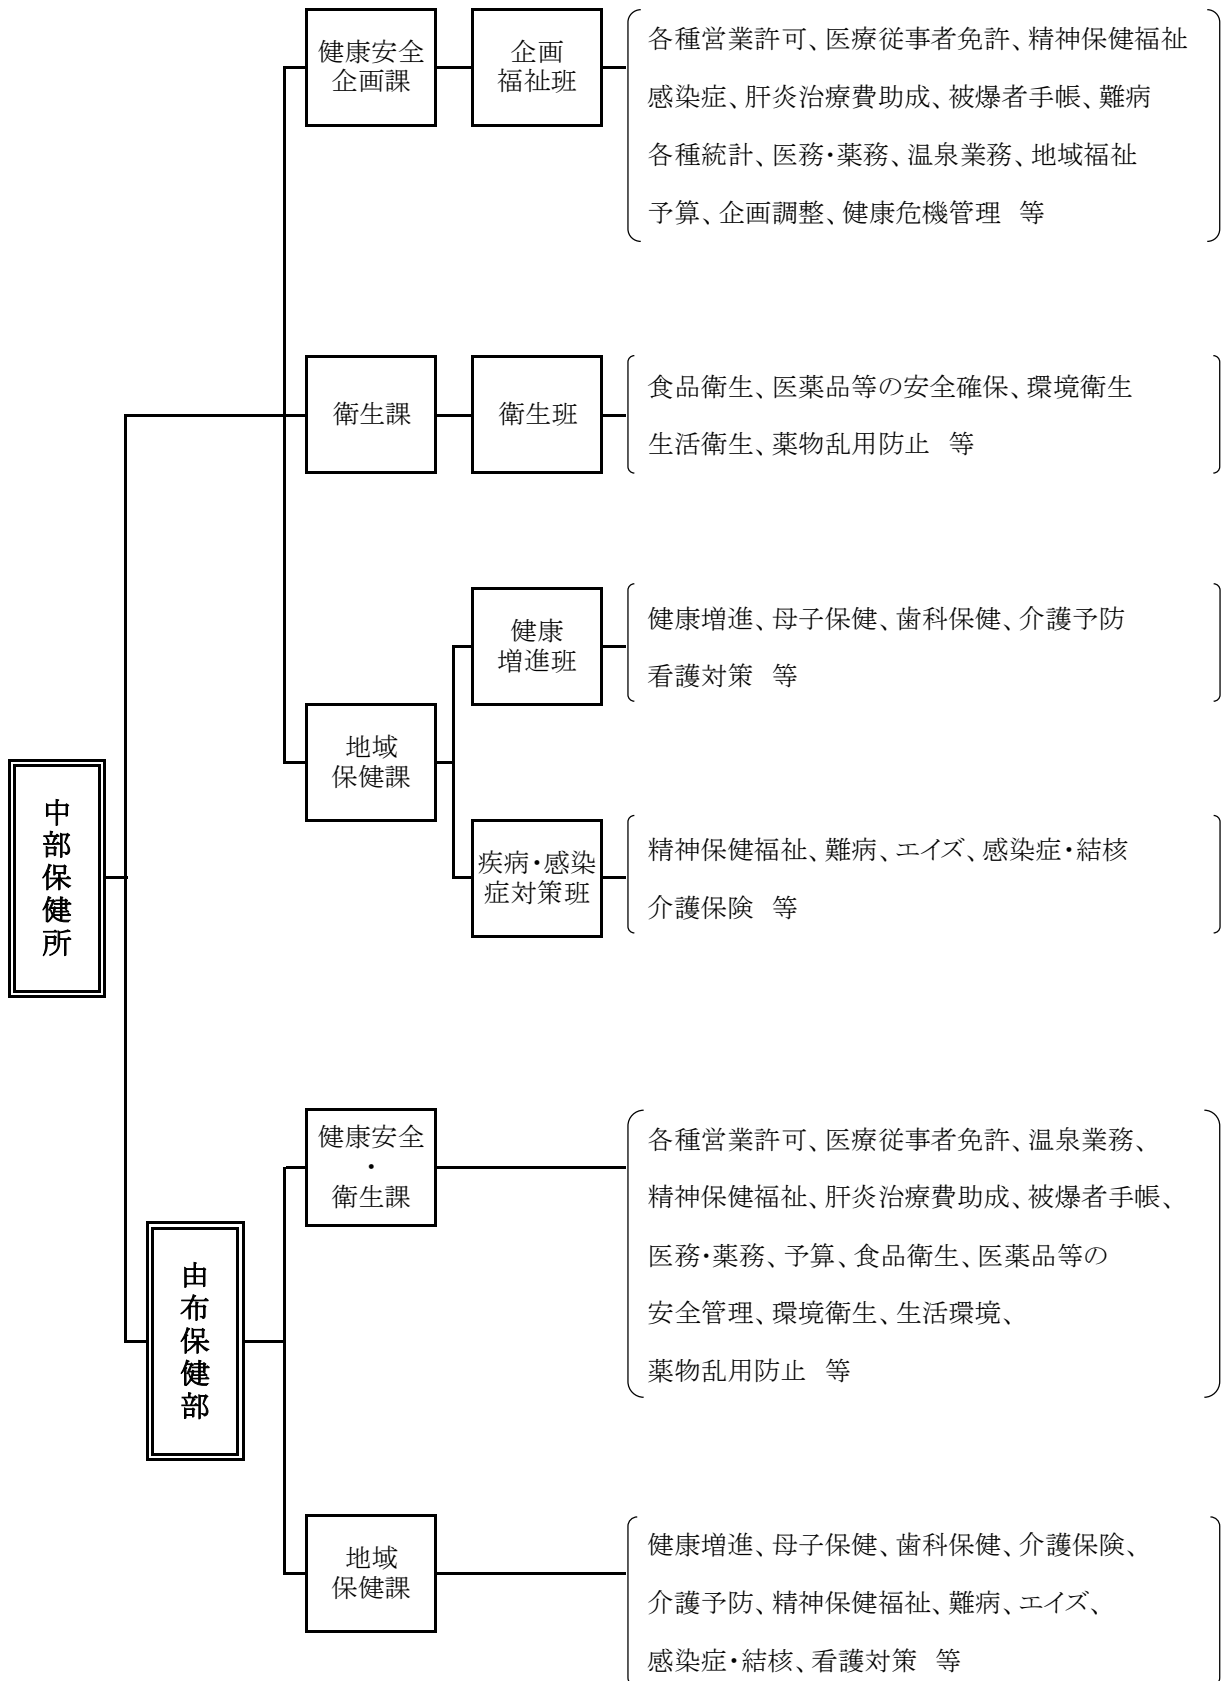 健康安全
企画課
企画
福祉班
各種営業許可、医療従事者免許、精神保健福祉
感染症、肝炎治療費助成、被爆者手帳、難病
各種統計、医務・薬務、温泉業務、地域福祉
予算、企画調整、健康危機管理　等
衛生課
衛生班
食品衛生、医薬品等の安全確保、環境衛生
生活衛生、薬物乱用防止　等
健康
増進班
健康増進、母子保健、歯科保健、介護予防
看護対策　等
地域
保健課
疾病・感染
症対策班
精神保健福祉、難病、エイズ、感染症・結核
介護保険　等
中部保健所
健康安全
・
衛生課
各種営業許可、医療従事者免許、温泉業務、
精神保健福祉、肝炎治療費助成、被爆者手帳、
医務・薬務、予算、食品衛生、医薬品等の
安全管理、環境衛生、生活環境、
薬物乱用防止　等
由布保健部
地域
保健課
健康増進、母子保健、歯科保健、介護保険、
介護予防、精神保健福祉、難病、エイズ、
感染症・結核、看護対策　等